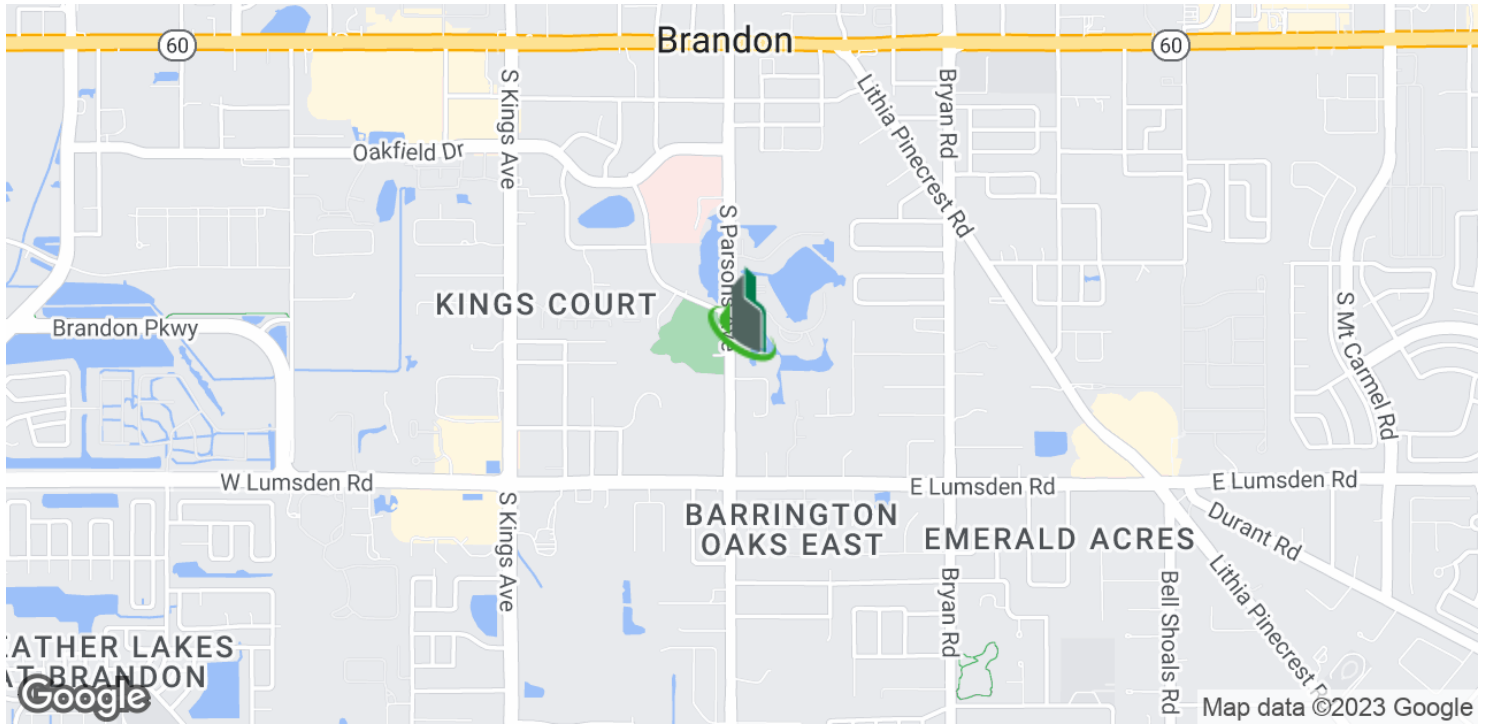 60
Brandon
60
S Kings Ave
Lithia Pinecrest Rd
Bryan Rd
Oakfield Dr
S Parsons Ave
KINGS COURT
Brandon Pkwy
S Mt Carmel Rd
W Lumsden Rd
E Lumsden Rd
E Lumsden Rd
S Kings Ave
BARRINGTON
OAKS EAST
EMERALD ACRES
Durant Rd
Bryan Rd
Bell Shoals Rd
Lithia Pinecrest R
EATHER LAKES
AT BRANDON
Google
Map data ©2023 Google